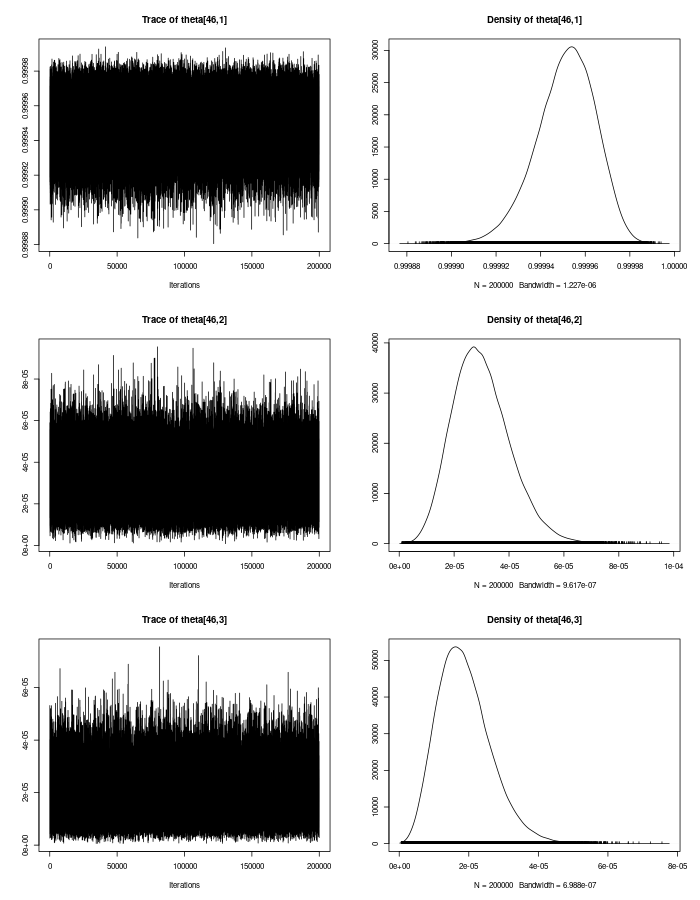 Trace of theta[46,1]
0.99988 0.99990 0.99992 0.99994 0.99996 0.99998
0 50000 100000 150000 200000
Iterations
Density of theta[46,1]
0 5000 10000 15000 20000 25000 30000
0.99988 0.99990 0.99992 0.99994 0.99996 0.99998 1.00000
N = 200000 Bandwidth = 1.227e-06
Trace of theta[46,2]
0e+00 2e-05 4e-05 6e-05 8e-05
0 50000 100000 150000 200000
Iterations
Density of theta[46,2]
0 10000 20000 30000 40000
0e+00 2e-05 4e-05 6e-05 8e-05 1e-04
N = 200000 Bandwidth = 9.617e-07
Trace of theta[46,3]
0e+00 2e-05 4e-05 6e-05
0 50000 100000 150000 200000
Iterations
Density of theta[46,3]
0 10000 20000 30000 40000 50000
0e+00 2e-05 4e-05 6e-05 8e-05
N = 200000 Bandwidth = 6.988e-07